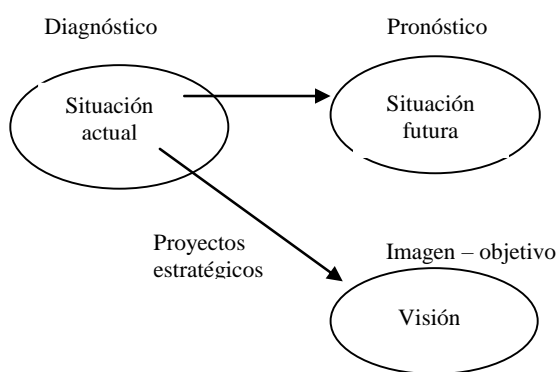 Diagnóstico
Pronóstico
Situación
actual
Situación
futura
Proyectos
estratégicos
Imagen – objetivo
Visión